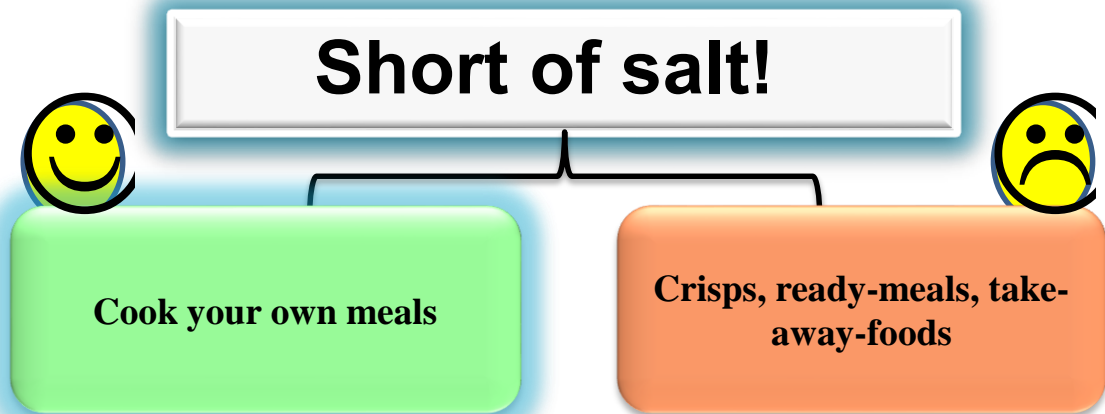 Short of salt!
Cook your own meals
Crisps, ready-meals, take-
away-foods